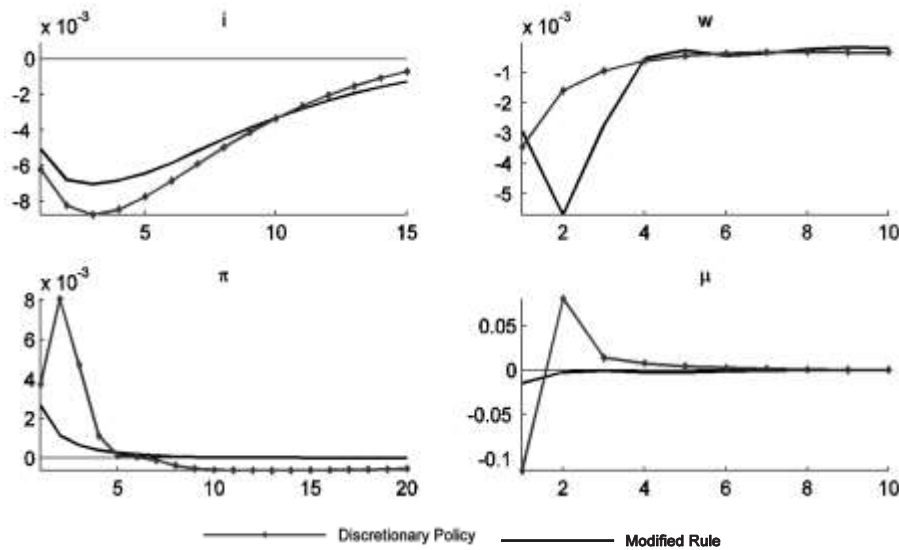 x 10⁻³ i
0
-2
-4
-6
-8
5 10 15
x 10⁻³ w
-1
-2
-3
-4
-5
2 4 6 8 10
x 10⁻³ π
8
6
4
2
0
5 10 15 20
μ
0.05
0
-0.05
-0.1
2 4 6 8 10
Discretionary Policy Modified Rule